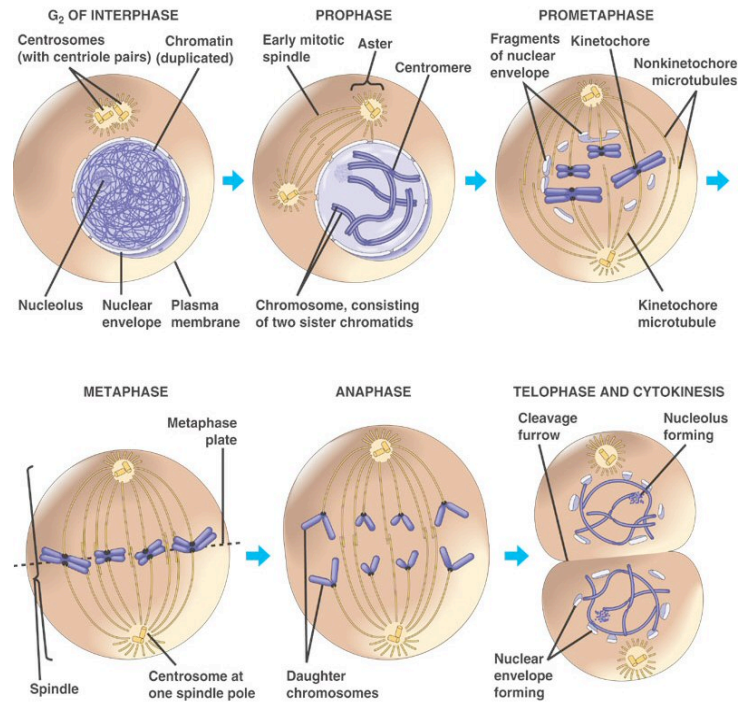 G₂ OF INTERPHASE
PROPHASE
PROMETAPHASE
Centrosomes
(with centriole pairs)
Chromatin
(duplicated)
Early mitotic
spindle
Aster
Centromere
Fragments
of nuclear
envelope
Kinetochore
Nonkinetochore
microtubules
Nucleolus
Nuclear
envelope
Plasma
membrane
Chromosome, consisting
of two sister chromatids
Kinetochore
microtubule
METAPHASE
ANAPHASE
TELOPHASE AND CYTOKINESIS
Metaphase
plate
Cleavage
furrow
Nucleolus
forming
Spindle
Centrosome at
one spindle pole
Daughter
chromosomes
Nuclear
envelope
forming